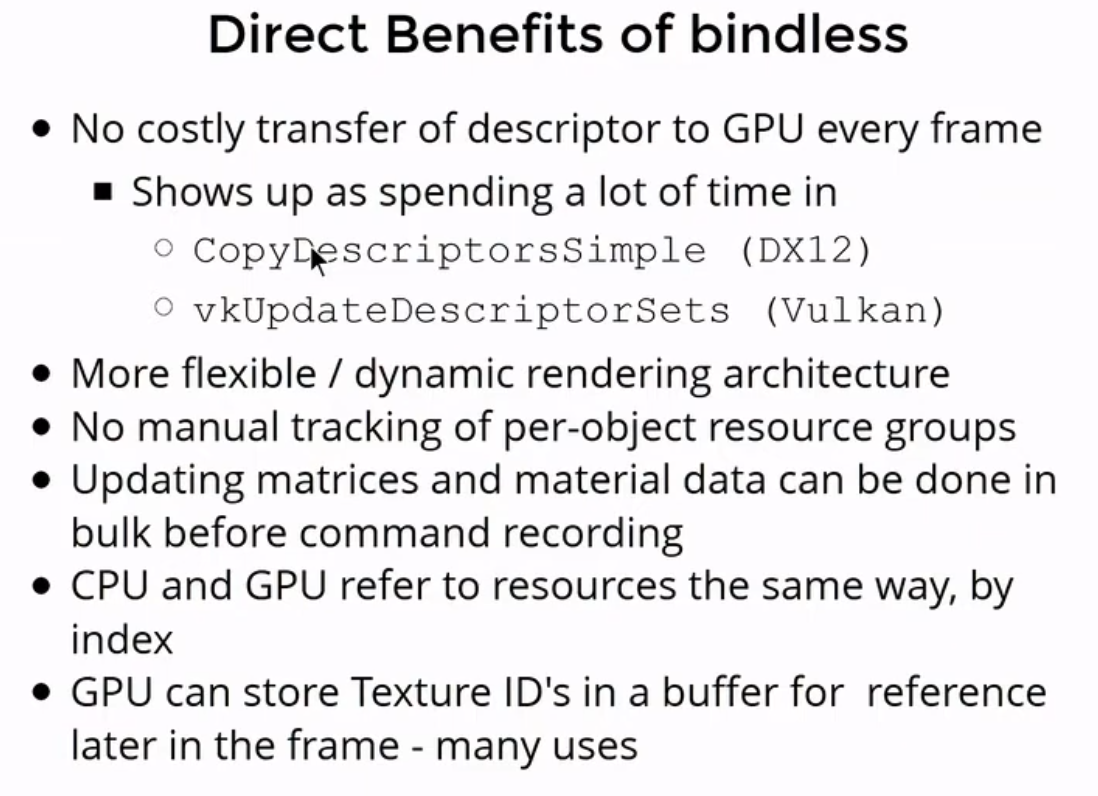 Direct Benefits of bindless
No costly transfer of descriptor to GPU every frame
Shows up as spending a lot of time in
CopyDescriptorsSimple (DX12)
vkUpdateDescriptorSets (Vulkan)
More flexible / dynamic rendering architecture
No manual tracking of per-object resource groups
Updating matrices and material data can be done in
bulk before command recording
CPU and GPU refer to resources the same way, by
index
GPU can store Texture ID's in a buffer for  reference
later in the frame - many uses